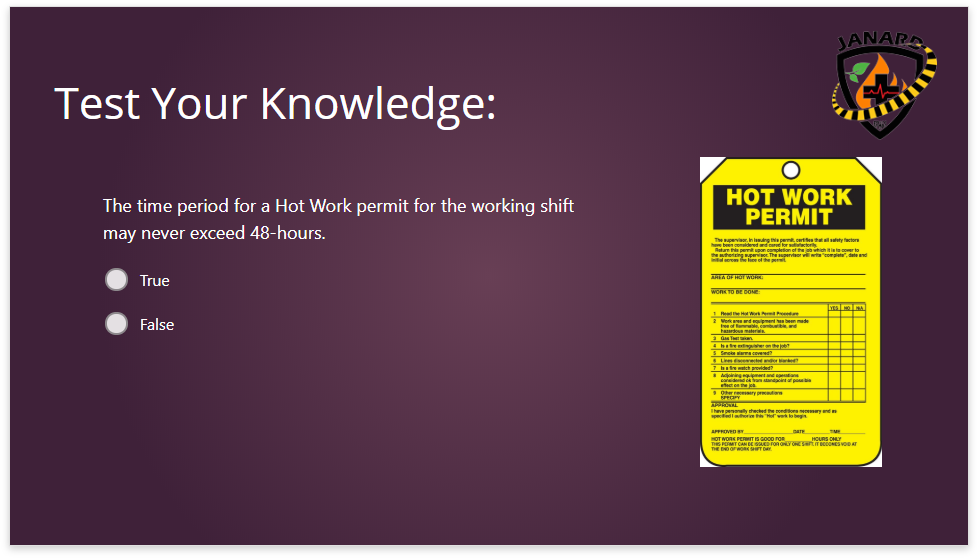 JANARD
Test Your Knowledge:
The time period for a Hot Work permit for the working shift
may never exceed 48-hours.
True
False
HOT WORK
PERMIT
The supervisor, in issuing this permit, certifies that all safety factors
have been considered and cared for satisfactorily.
Return this permit upon completion of the job which it is to cover to
the authorizing supervisor. The supervisor will write "complete", date and
initial across the face of the permit.
AREA OF HOT WORK:
WORK TO BE DONE:
YES NO N/A
1 Read the Hot Work Permit Procedure
2 Work area and equipment has been made
free of flammable, combustible, and
hazardous materials.
3 Gas Test taken.
4 Is a fire extinguisher on the job?
5 Smoke alarms covered?
6 Lines disconnected and/or blanked?
7 Is a fire watch provided?
8 Adjoining equipment and operations
considered ok from standpoint of possible
effect on the job.
9 Other necessary precautions
SPECIFY
APPROVAL
I have personally checked the conditions necessary and as
specified I authorize this "Hot" work to begin.
APPROVED BY DATE TIME
HOT WORK PERMIT IS GOOD FOR HOURS ONLY
THIS PERMIT CAN BE ISSUED FOR ONLY ONE SHIFT. IT BECOMES VOID AT
THE END OF WORK SHIFT DAY.